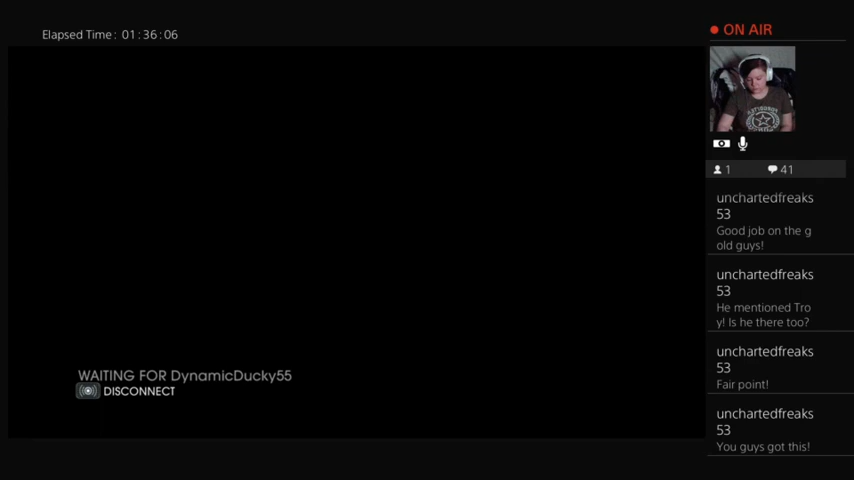 Elapsed Time: 01:36:06
ON AIR
1 41
unchartedfreaks
53
Good job on the g
old guys!
unchartedfreaks
53
He mentioned Tro
y! Is he there too?
unchartedfreaks
53
Fair point!
unchartedfreaks
53
You guys got this!
WAITING FOR DynamicDucky55
DISCONNECT